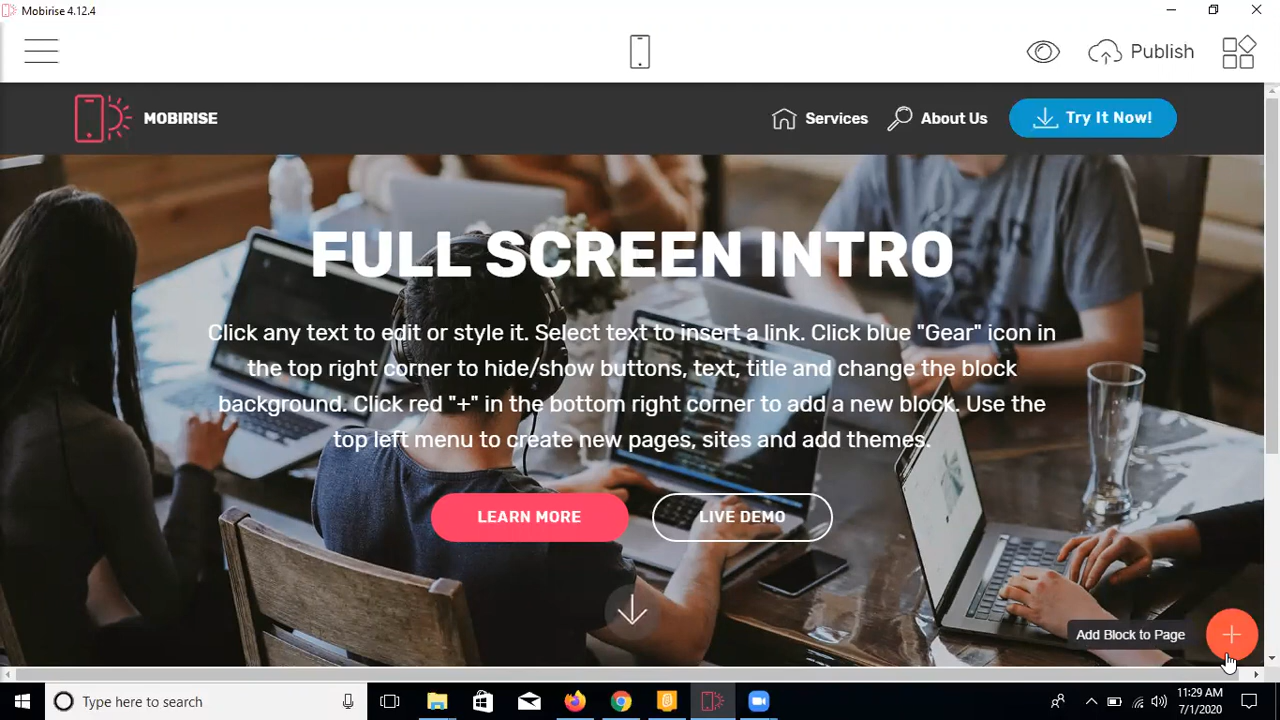 Mobirise 4.12.4
Publish
MOBIRISE
Services
About Us
Try It Now!
FULL SCREEN INTRO
Click any text to edit or style it. Select text to insert a link. Click blue "Gear" icon in
the top right corner to hide/show buttons, text, title and change the block
background. Click red "+" in the bottom right corner to add a new block. Use the
top left menu to create new pages, sites and add themes.
LEARN MORE
LIVE DEMO
Add Block to Page
Type here to search
11:29 AM
7/1/2020